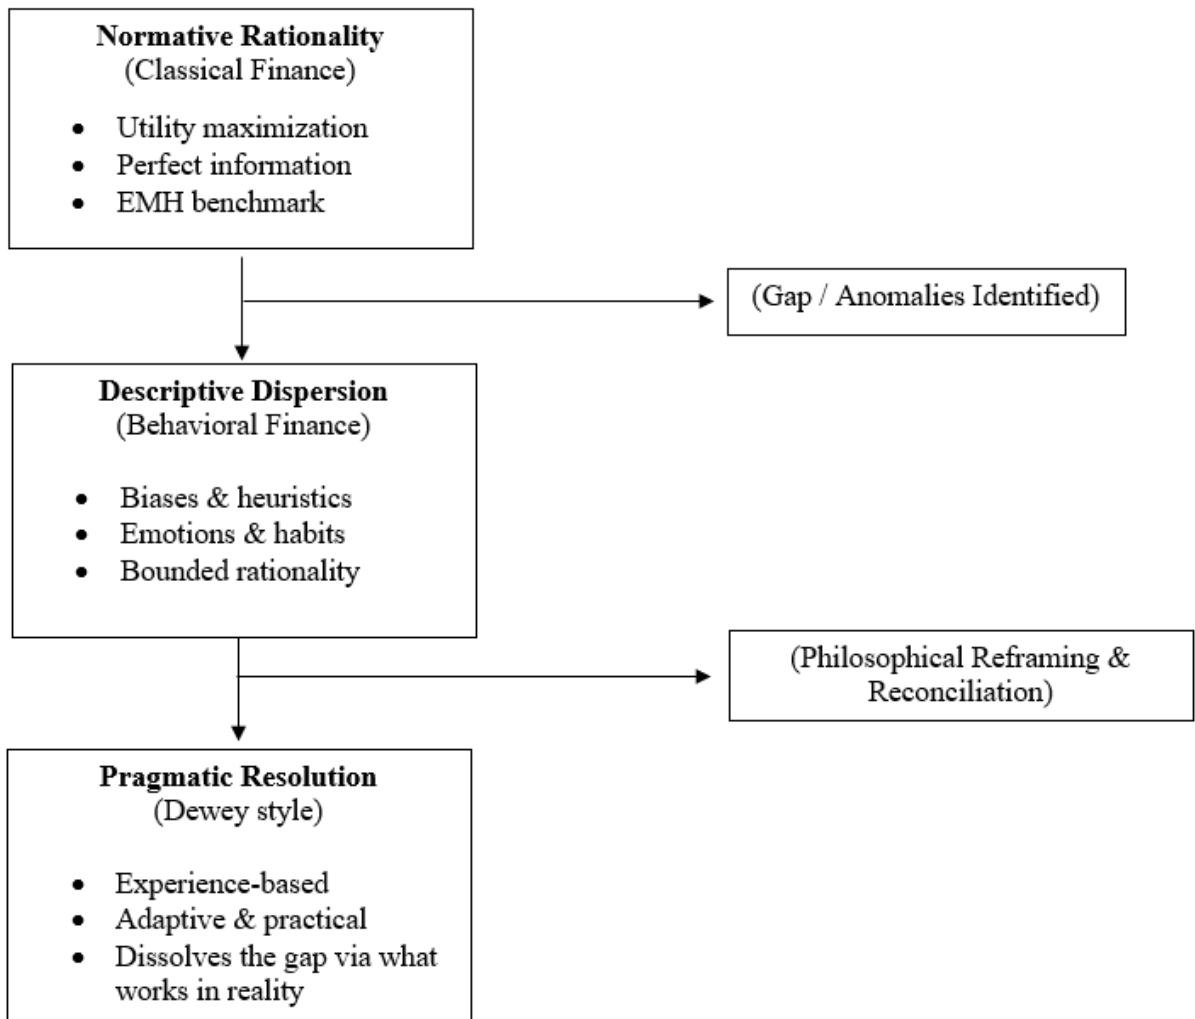 Normative Rationality
(Classical Finance)
• Utility maximization
• Perfect information
• EMH benchmark
(Gap / Anomalies Identified)
Descriptive Dispersion
(Behavioral Finance)
• Biases & heuristics
• Emotions & habits
• Bounded rationality
(Philosophical Reframing &
Reconciliation)
Pragmatic Resolution
(Dewey style)
• Experience-based
• Adaptive & practical
• Dissolves the gap via what
works in reality